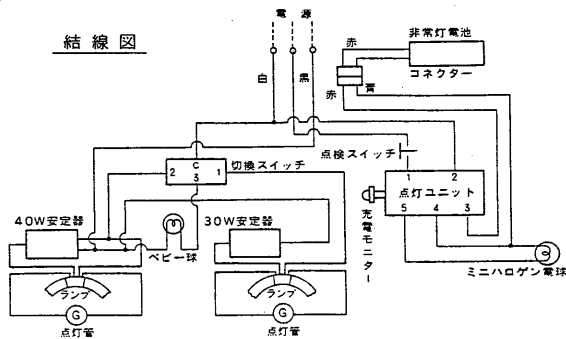 結線図
電源
白
黒
赤
非常灯電池
コネクター
赤
青
点検スイッチ
C
2 3 1
切換スイッチ
1 2
点灯ユニット
5 4 3
充電モニター
40W安定器
ベビー球
30W安定器
ミニハロゲン電球
ランプ
ランプ
G
G
点灯管
点灯管